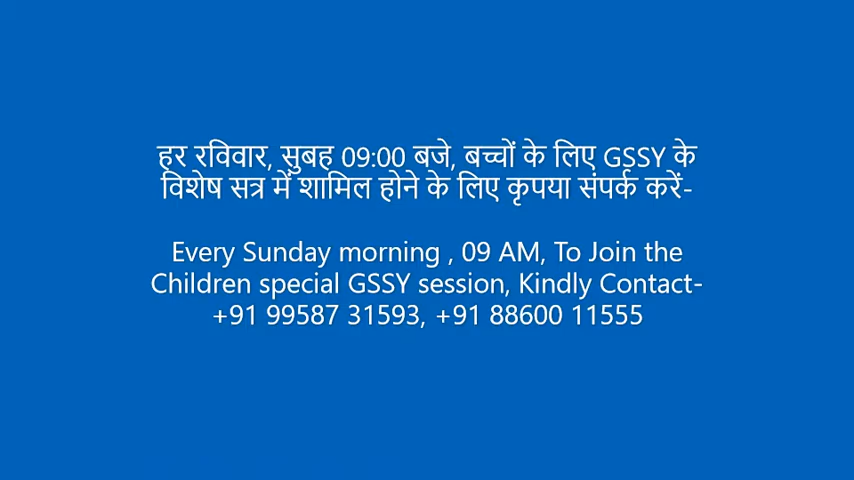 हर रविवार, सुबह 09:00 बजे, बच्चों के लिए GSSY के
विशेष सत्र में शामिल होने के लिए कृपया संपर्क करें-
Every Sunday morning , 09 AM, To Join the
Children special GSSY session, Kindly Contact-
+91 99587 31593, +91 88600 11555